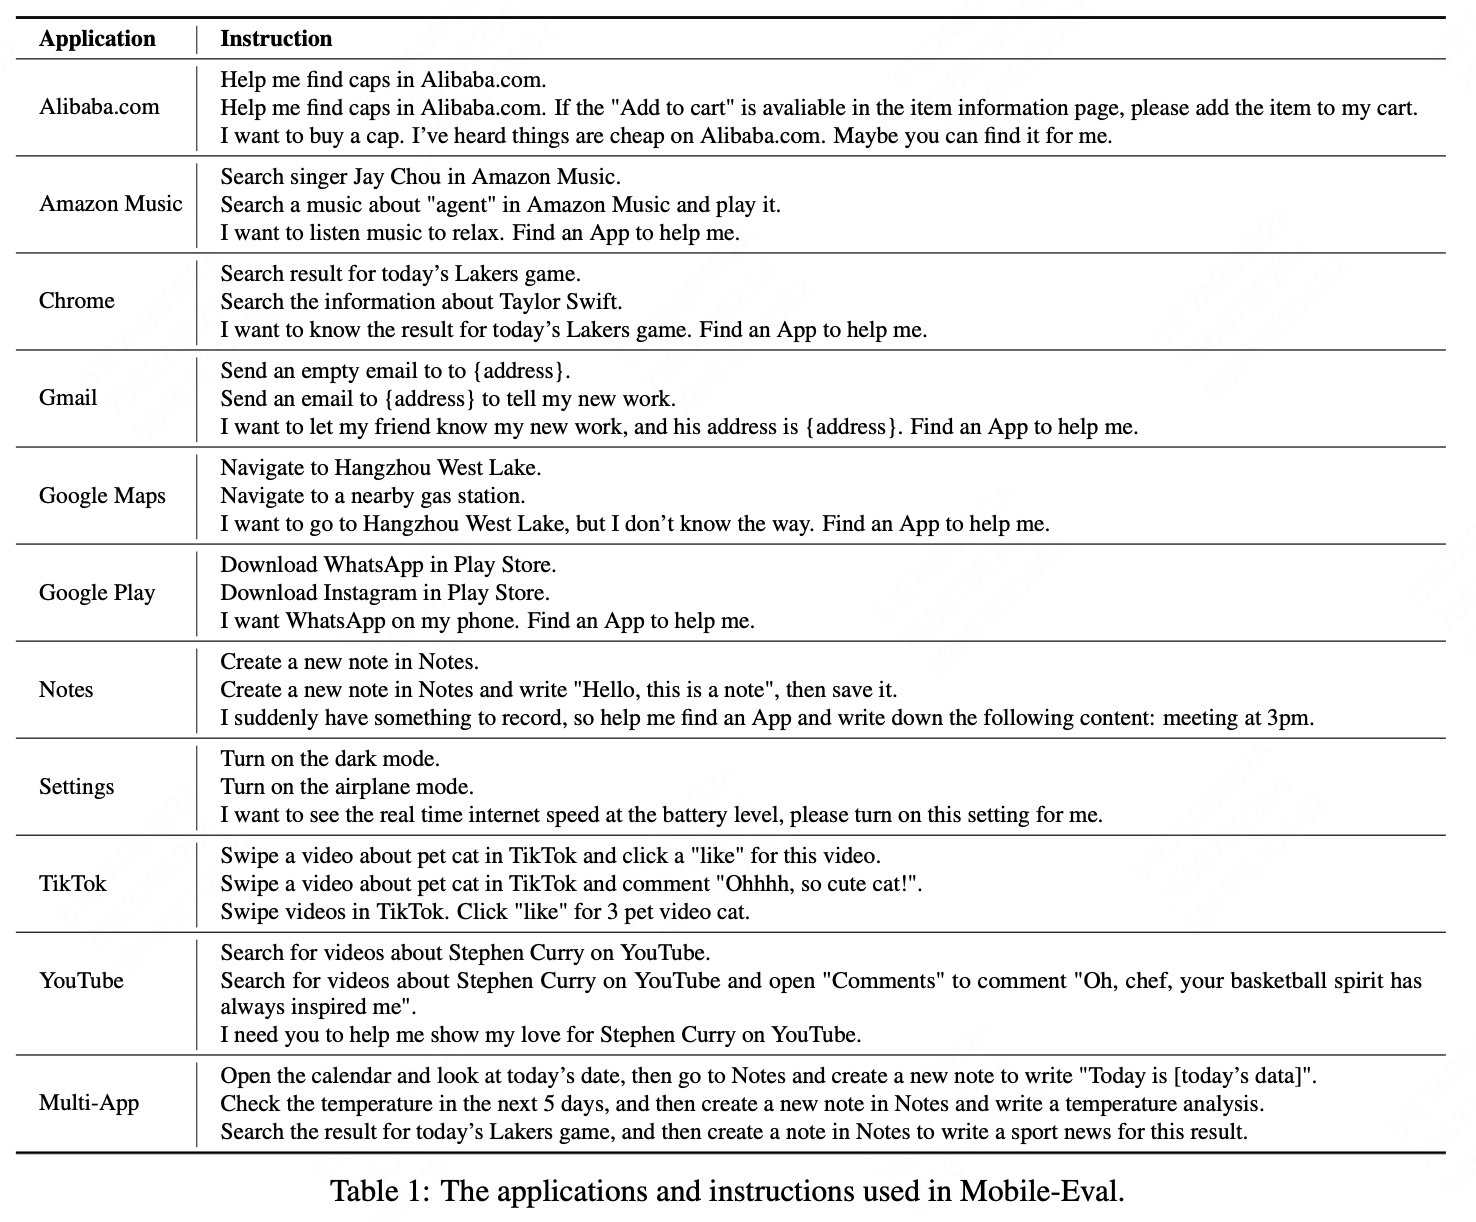 Application Instruction
Help me find caps in Alibaba.com.
Alibaba.com Help me find caps in Alibaba.com. If the "Add to cart" is avaliable in the item information page, please add the item to my cart.
I want to buy a cap. I've heard things are cheap on Alibaba.com. Maybe you can find it for me.
Search singer Jay Chou in Amazon Music.
Amazon Music Search a music about "agent" in Amazon Music and play it.
I want to listen music to relax. Find an App to help me.
Search result for today's Lakers game.
Chrome Search the information about Taylor Swift.
I want to know the result for today's Lakers game. Find an App to help me.
Send an empty email to to {address}.
Gmail Send an email to {address} to tell my new work.
I want to let my friend know my new work, and his address is {address}. Find an App to help me.
Navigate to Hangzhou West Lake.
Google Maps Navigate to a nearby gas station.
I want to go to Hangzhou West Lake, but I don't know the way. Find an App to help me.
Download WhatsApp in Play Store.
Google Play Download Instagram in Play Store.
I want WhatsApp on my phone. Find an App to help me.
Create a new note in Notes.
Notes Create a new note in Notes and write "Hello, this is a note", then save it.
I suddenly have something to record, so help me find an App and write down the following content: meeting at 3pm.
Turn on the dark mode.
Settings Turn on the airplane mode.
I want to see the real time internet speed at the battery level, please turn on this setting for me.
Swipe a video about pet cat in TikTok and click a "like" for this video.
TikTok Swipe a video about pet cat in TikTok and comment "Ohhhh, so cute cat!".
Swipe videos in TikTok. Click "like" for 3 pet video cat.
Search for videos about Stephen Curry on YouTube.
YouTube Search for videos about Stephen Curry on YouTube and open "Comments" to comment "Oh, chef, your basketball spirit has
always inspired me".
I need you to help me show my love for Stephen Curry on YouTube.
Open the calendar and look at today's date, then go to Notes and create a new note to write "Today is [today's data]".
Multi-App Check the temperature in the next 5 days, and then create a new note in Notes and write a temperature analysis.
Search the result for today's Lakers game, and then create a note in Notes to write a sport news for this result.
Table 1: The applications and instructions used in Mobile-Eval.